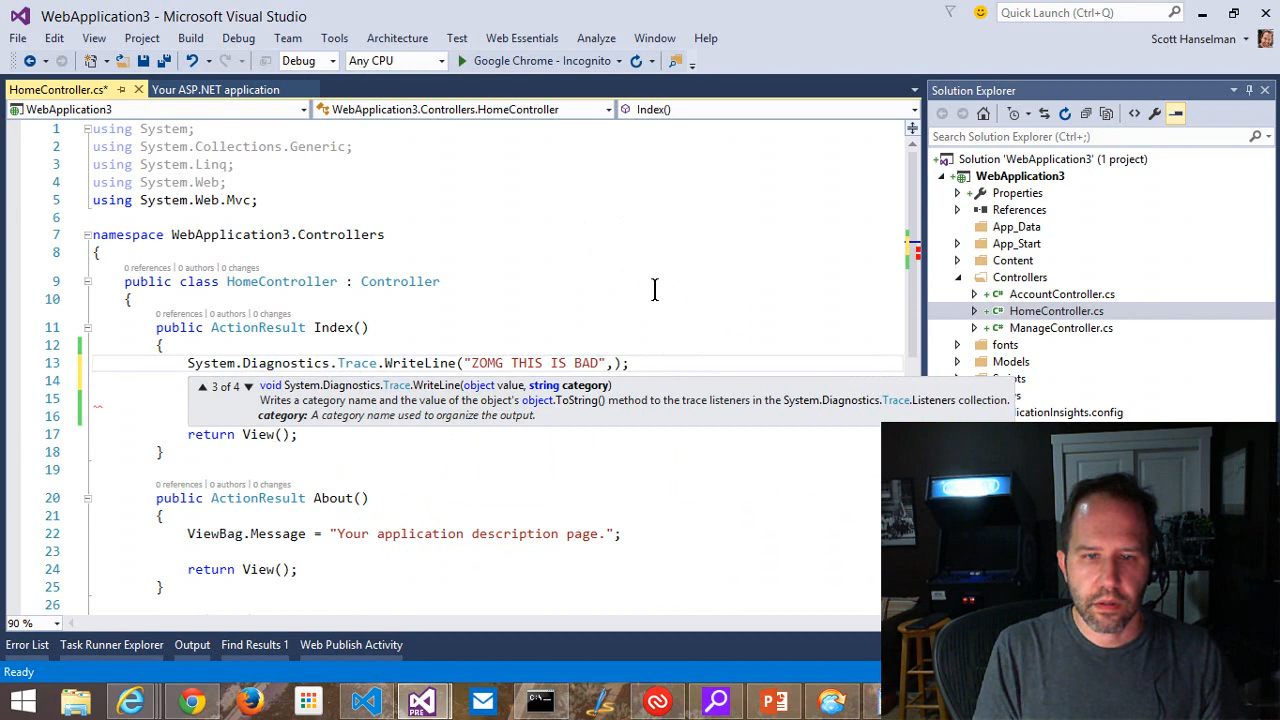 WebApplication3 - Microsoft Visual Studio
Quick Launch (Ctrl+Q)
File Edit View Project Build Debug Team Tools Architecture Test Web Essentials Analyze Window Help
Scott Hanselman
Debug Any CPU Google Chrome - Incognito
HomeController.cs* Your ASP.NET application
WebApplication3 WebApplication3.Controllers.HomeController Index()
1 using System;
2 using System.Collections.Generic;
3 using System.Linq;
4 using System.Web;
5 using System.Web.Mvc;
6
7 namespace WebApplication3.Controllers
8 {
0 references | 0 authors | 0 changes
9 public class HomeController : Controller
10 {
0 references | 0 authors | 0 changes
11 public ActionResult Index()
12 {
13 System.Diagnostics.Trace.WriteLine("ZOMG THIS IS BAD",);
14
3 of 4 void System.Diagnostics.Trace.WriteLine(object value, string category)
15 Writes a category name and the value of the object's object.ToString() method to the trace listeners in the System.Diagnostics.Trace.Listeners collection.
16 category: A category name used to organize the output.
17 return View();
18 }
19
0 references | 0 authors | 0 changes
20 public ActionResult About()
21 {
22 ViewBag.Message = "Your application description page.";
23
24 return View();
25 }
26
90 %
Solution Explorer
Search Solution Explorer (Ctrl+;)
Solution 'WebApplication3' (1 project)
WebApplication3
Properties
References
App_Data
App_Start
Content
Controllers
AccountController.cs
HomeController.cs
ManageController.cs
fonts
Models
Error List Task Runner Explorer Output Find Results 1 Web Publish Activity
Ready
PRE